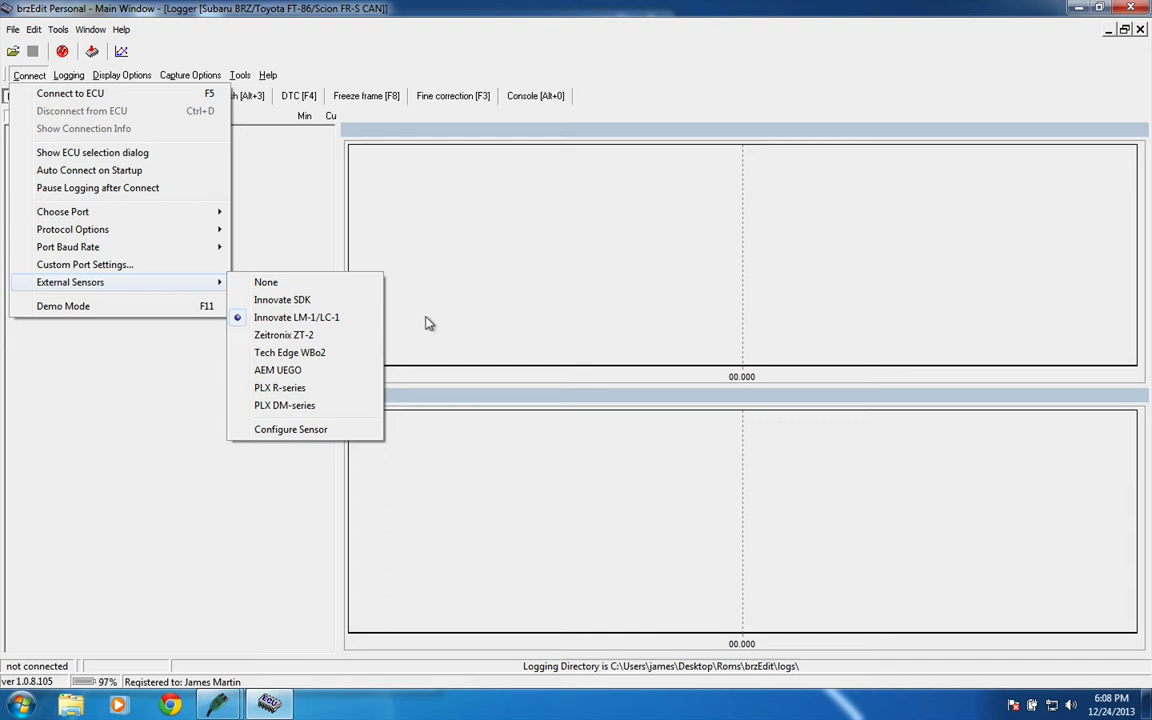 brzEdit Personal - Main Window - [Logger [Subaru BRZ/Toyota FT-86/Scion FR-S CAN]]
File Edit Tools Window Help
Connect Logging Display Options Capture Options Tools Help
[Alt+3] DTC [F4] Freeze frame [F8] Fine correction [F3] Console [Alt+0]
Min Cu
Connect to ECU F5
Disconnect from ECU Ctrl+D
Show Connection Info
Show ECU selection dialog
Auto Connect on Startup
Pause Logging after Connect
Choose Port
Protocol Options
Port Baud Rate
Custom Port Settings...
External Sensors
Demo Mode F11
None
Innovate SDK
Innovate LM-1/LC-1
Zeitronix ZT-2
Tech Edge WBo2
AEM UEGO
PLX R-series
PLX DM-series
Configure Sensor
00.000
00.000
not connected
Logging Directory is C:\Users\james\Desktop\Roms\brzEdit\logs\
ver 1.0.8.105 97% Registered to: James Martin
6:08 PM
12/24/2013